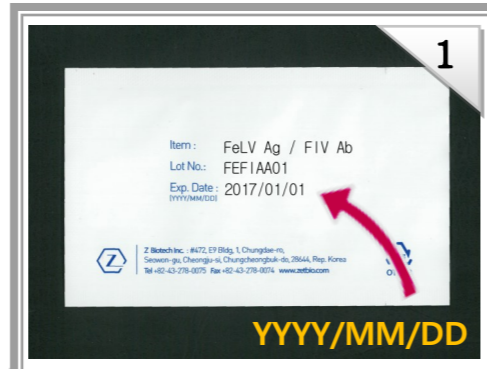 1
Item : FeLV Ag / FIV Ab
Lot No.: FEFIAA01
Exp. Date : 2017/01/01
(YYYY/MM/DD)
Z Biotech Inc. : #472, E9 Bldg, 1, Chungdae-ro,
Seowon-gu, Cheongju-si, Chungcheongbuk-do, 28644, Rep. Korea
Tel +82-43-278-0075 Fax +82-43-278-0074 www.zetbio.com
YYYY/MM/DD